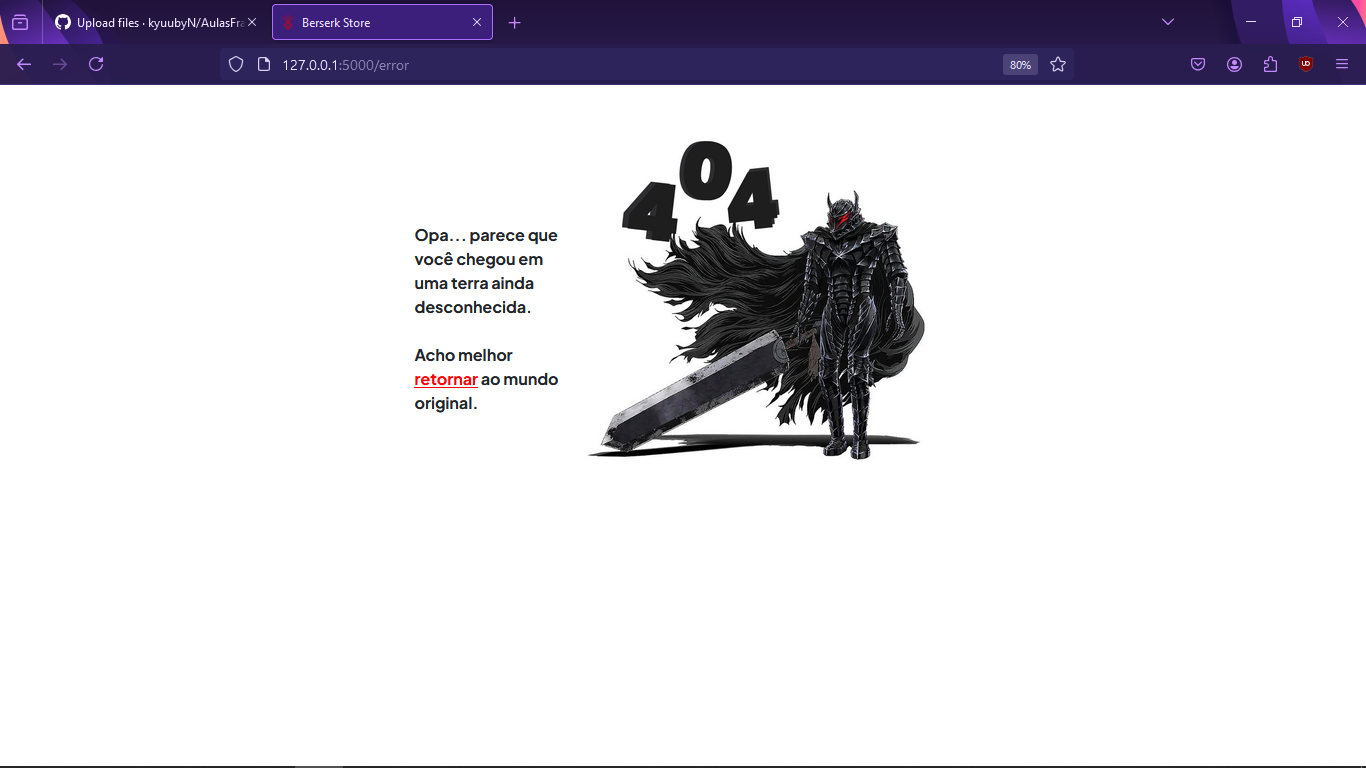 Upload files · kyuubyN/AulasFra
Berserk Store
127.0.0.1:5000/error
80%
404
Opa... parece que
você chegou em
uma terra ainda
desconhecida.
Acho melhor
retornar ao mundo
original.